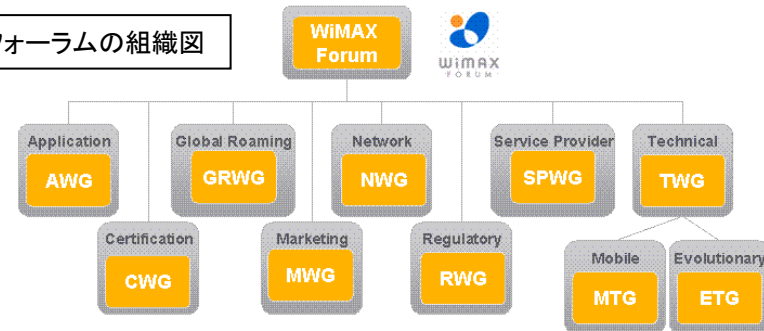 フォーラムの組織図
WiMAX
Forum
WiMAX
FORUM
Application
AWG
Global Roaming
GRWG
Network
NWG
Service Provider
SPWG
Technical
TWG
Certification
CWG
Marketing
MWG
Regulatory
RWG
Mobile
MTG
Evolutionary
ETG